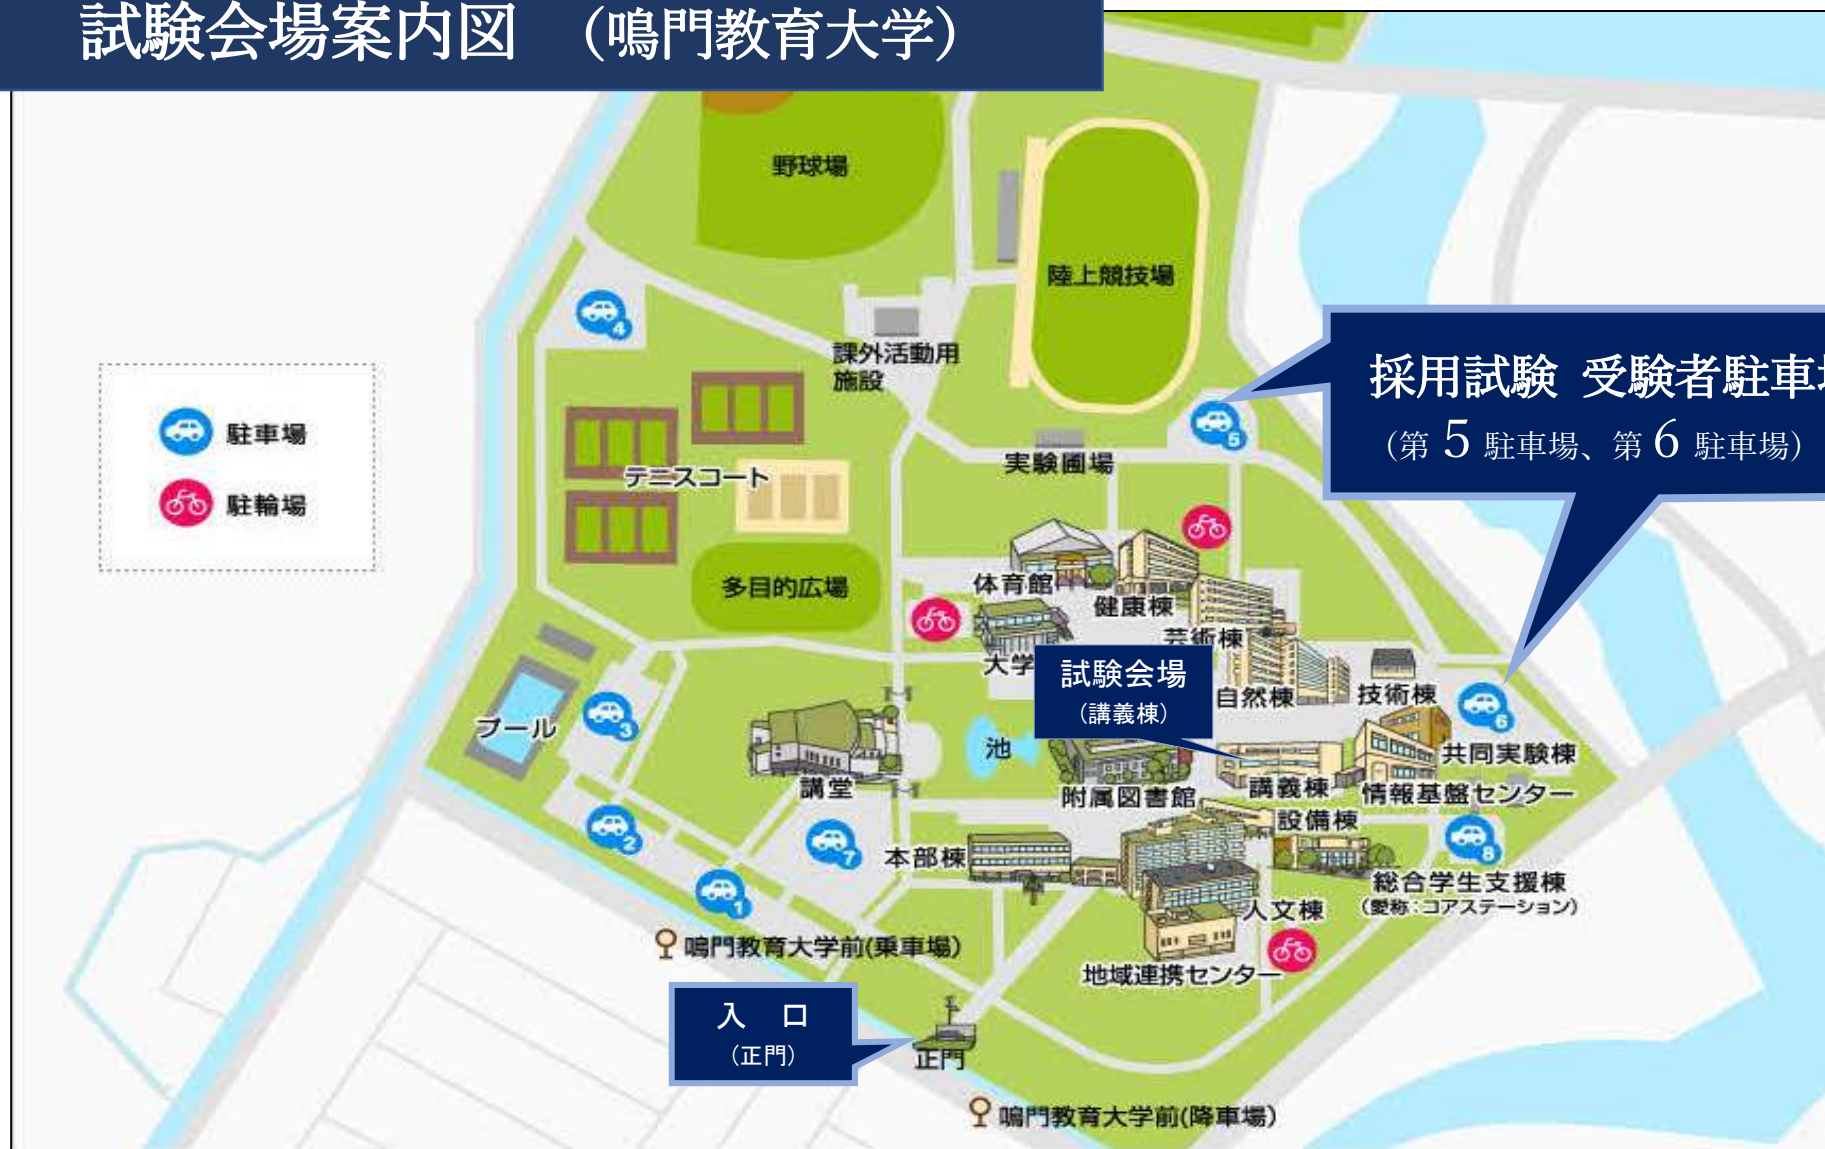 試験会場案内図 （鳴門教育大学）
野球場
陸上競技場
4
課外活動用
施設
採用試験 受験者駐車場
（第 5 駐車場、第 6 駐車場）
5
駐車場
駐輪場
実験圃場
テニスコート
多目的広場
体育館
健康棟
芸術棟
大学
試験会場
（講義棟）
自然棟
技術棟
6
プール
3
池
共同実験棟
講堂
附属図書館
講義棟
情報基盤センター
設備棟
2
7
8
本部棟
総合学生支援棟
（愛称：コアステーション）
1
人文棟
鳴門教育大学前(乗車場)
地域連携センター
入 口
（正門）
正門
鳴門教育大学前(降車場)